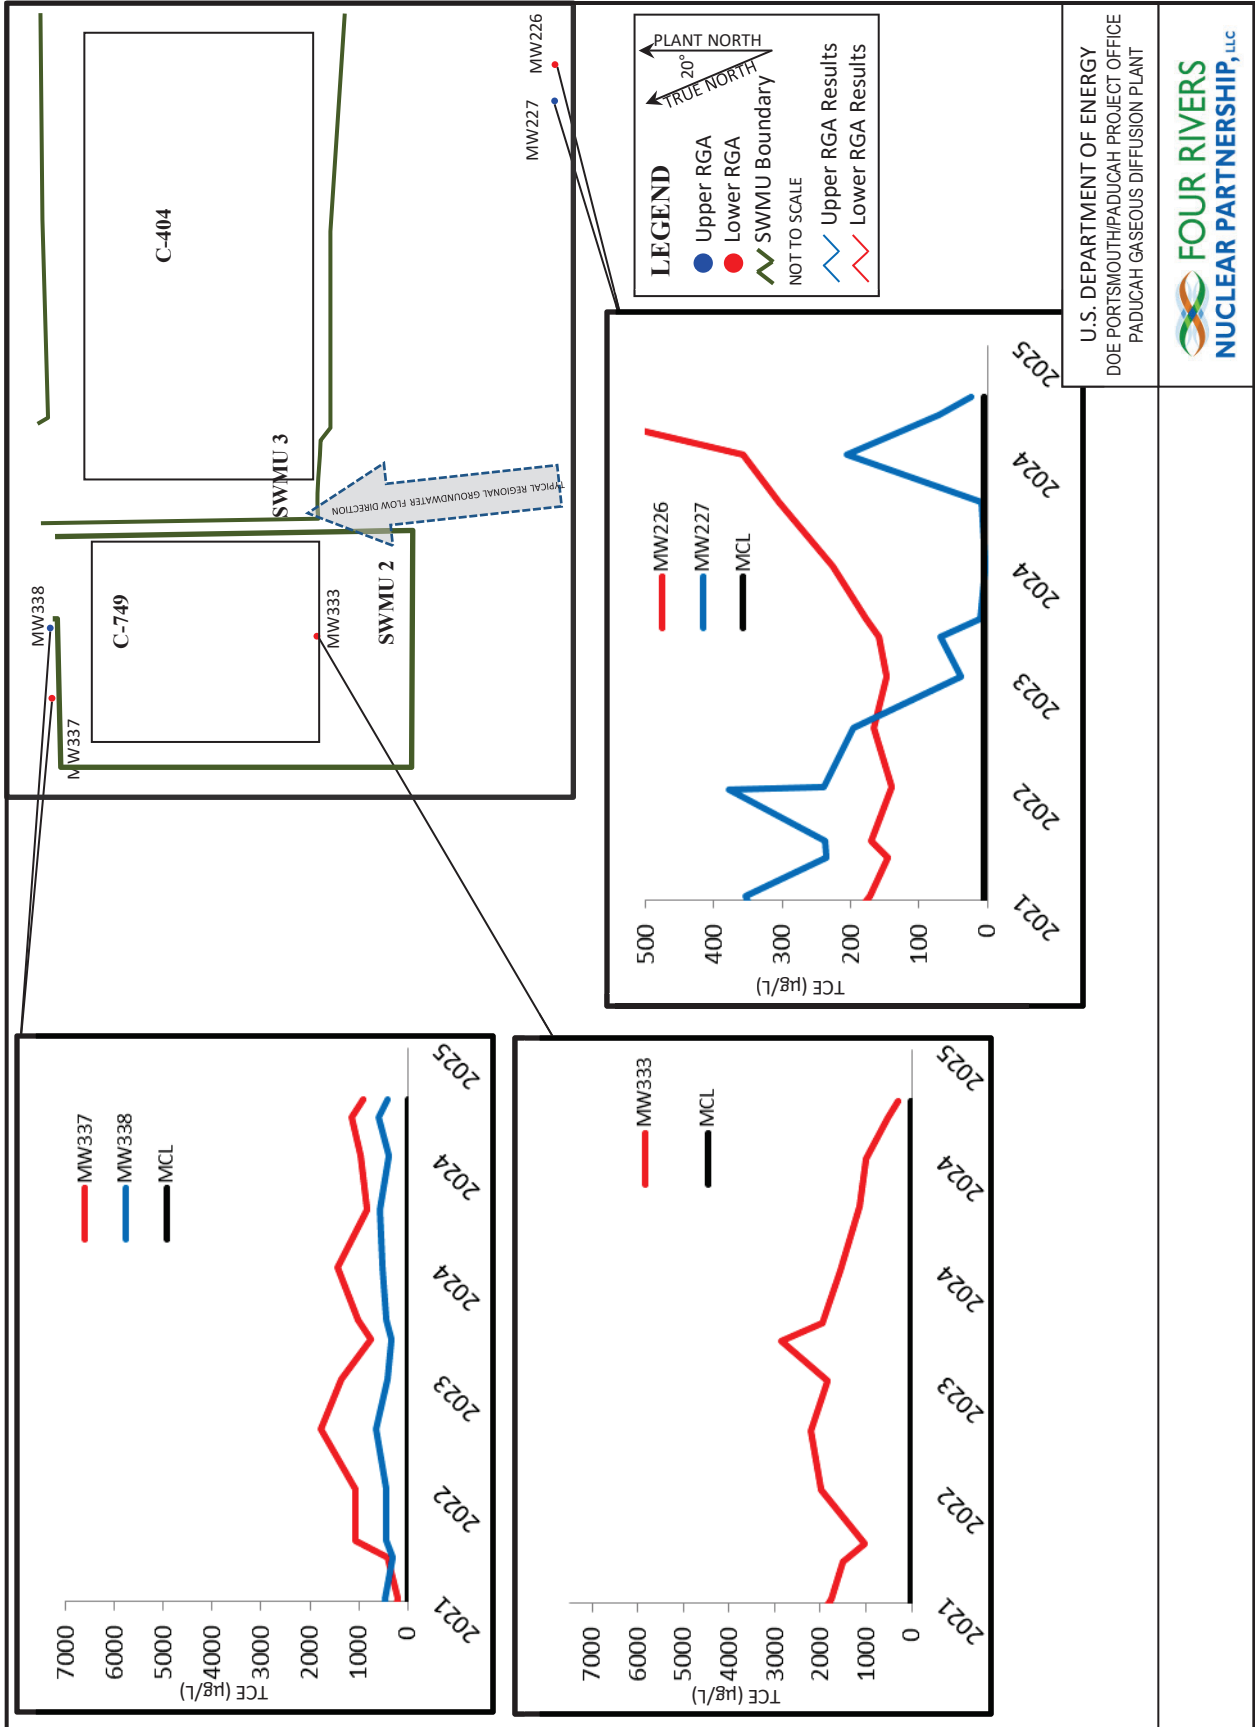 7000
6000
5000
4000
3000
2000
1000
0
TCE (µg/L)
2021
2022
2023
2024
2024
2025
MW337
MW338
MCL
7000
6000
5000
4000
3000
2000
1000
0
TCE (µg/L)
2021
2022
2023
2024
2024
2025
MW333
MCL
MW337
MW338
C-749
MW333
SWMU 2
SWMU 3
C-404
TYPICAL REGIONAL GROUNDWATER FLOW DIRECTION
MW227
MW226
500
400
300
200
100
0
TCE (µg/L)
2021
2022
2023
2024
2024
2025
MW226
MW227
MCL
LEGEND
Upper RGA
Lower RGA
SWMU Boundary
NOT TO SCALE
Upper RGA Results
Lower RGA Results
PLANT NORTH
20°
TRUE NORTH
U.S. DEPARTMENT OF ENERGY
DOE PORTSMOUTH/PADUCAH PROJECT OFFICE
PADUCAH GASEOUS DIFFUSION PLANT
FOUR RIVERS
NUCLEAR PARTNERSHIP, LLC